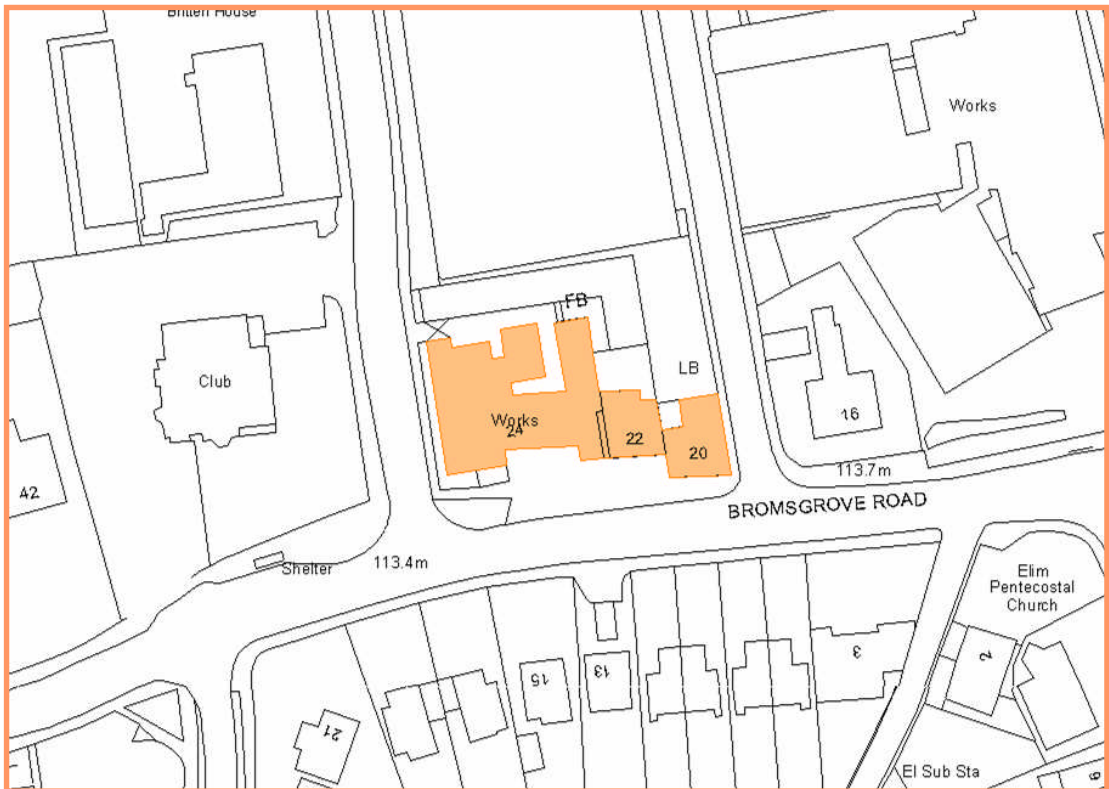 Britten House
Works
FB
Club
LB
Works
24
22
20
16
42
113.7m
BROMSGROVE ROAD
Shelter
113.4m
Elim
Pentecostal
Church
15
13
3
2
21
El Sub Sta
9